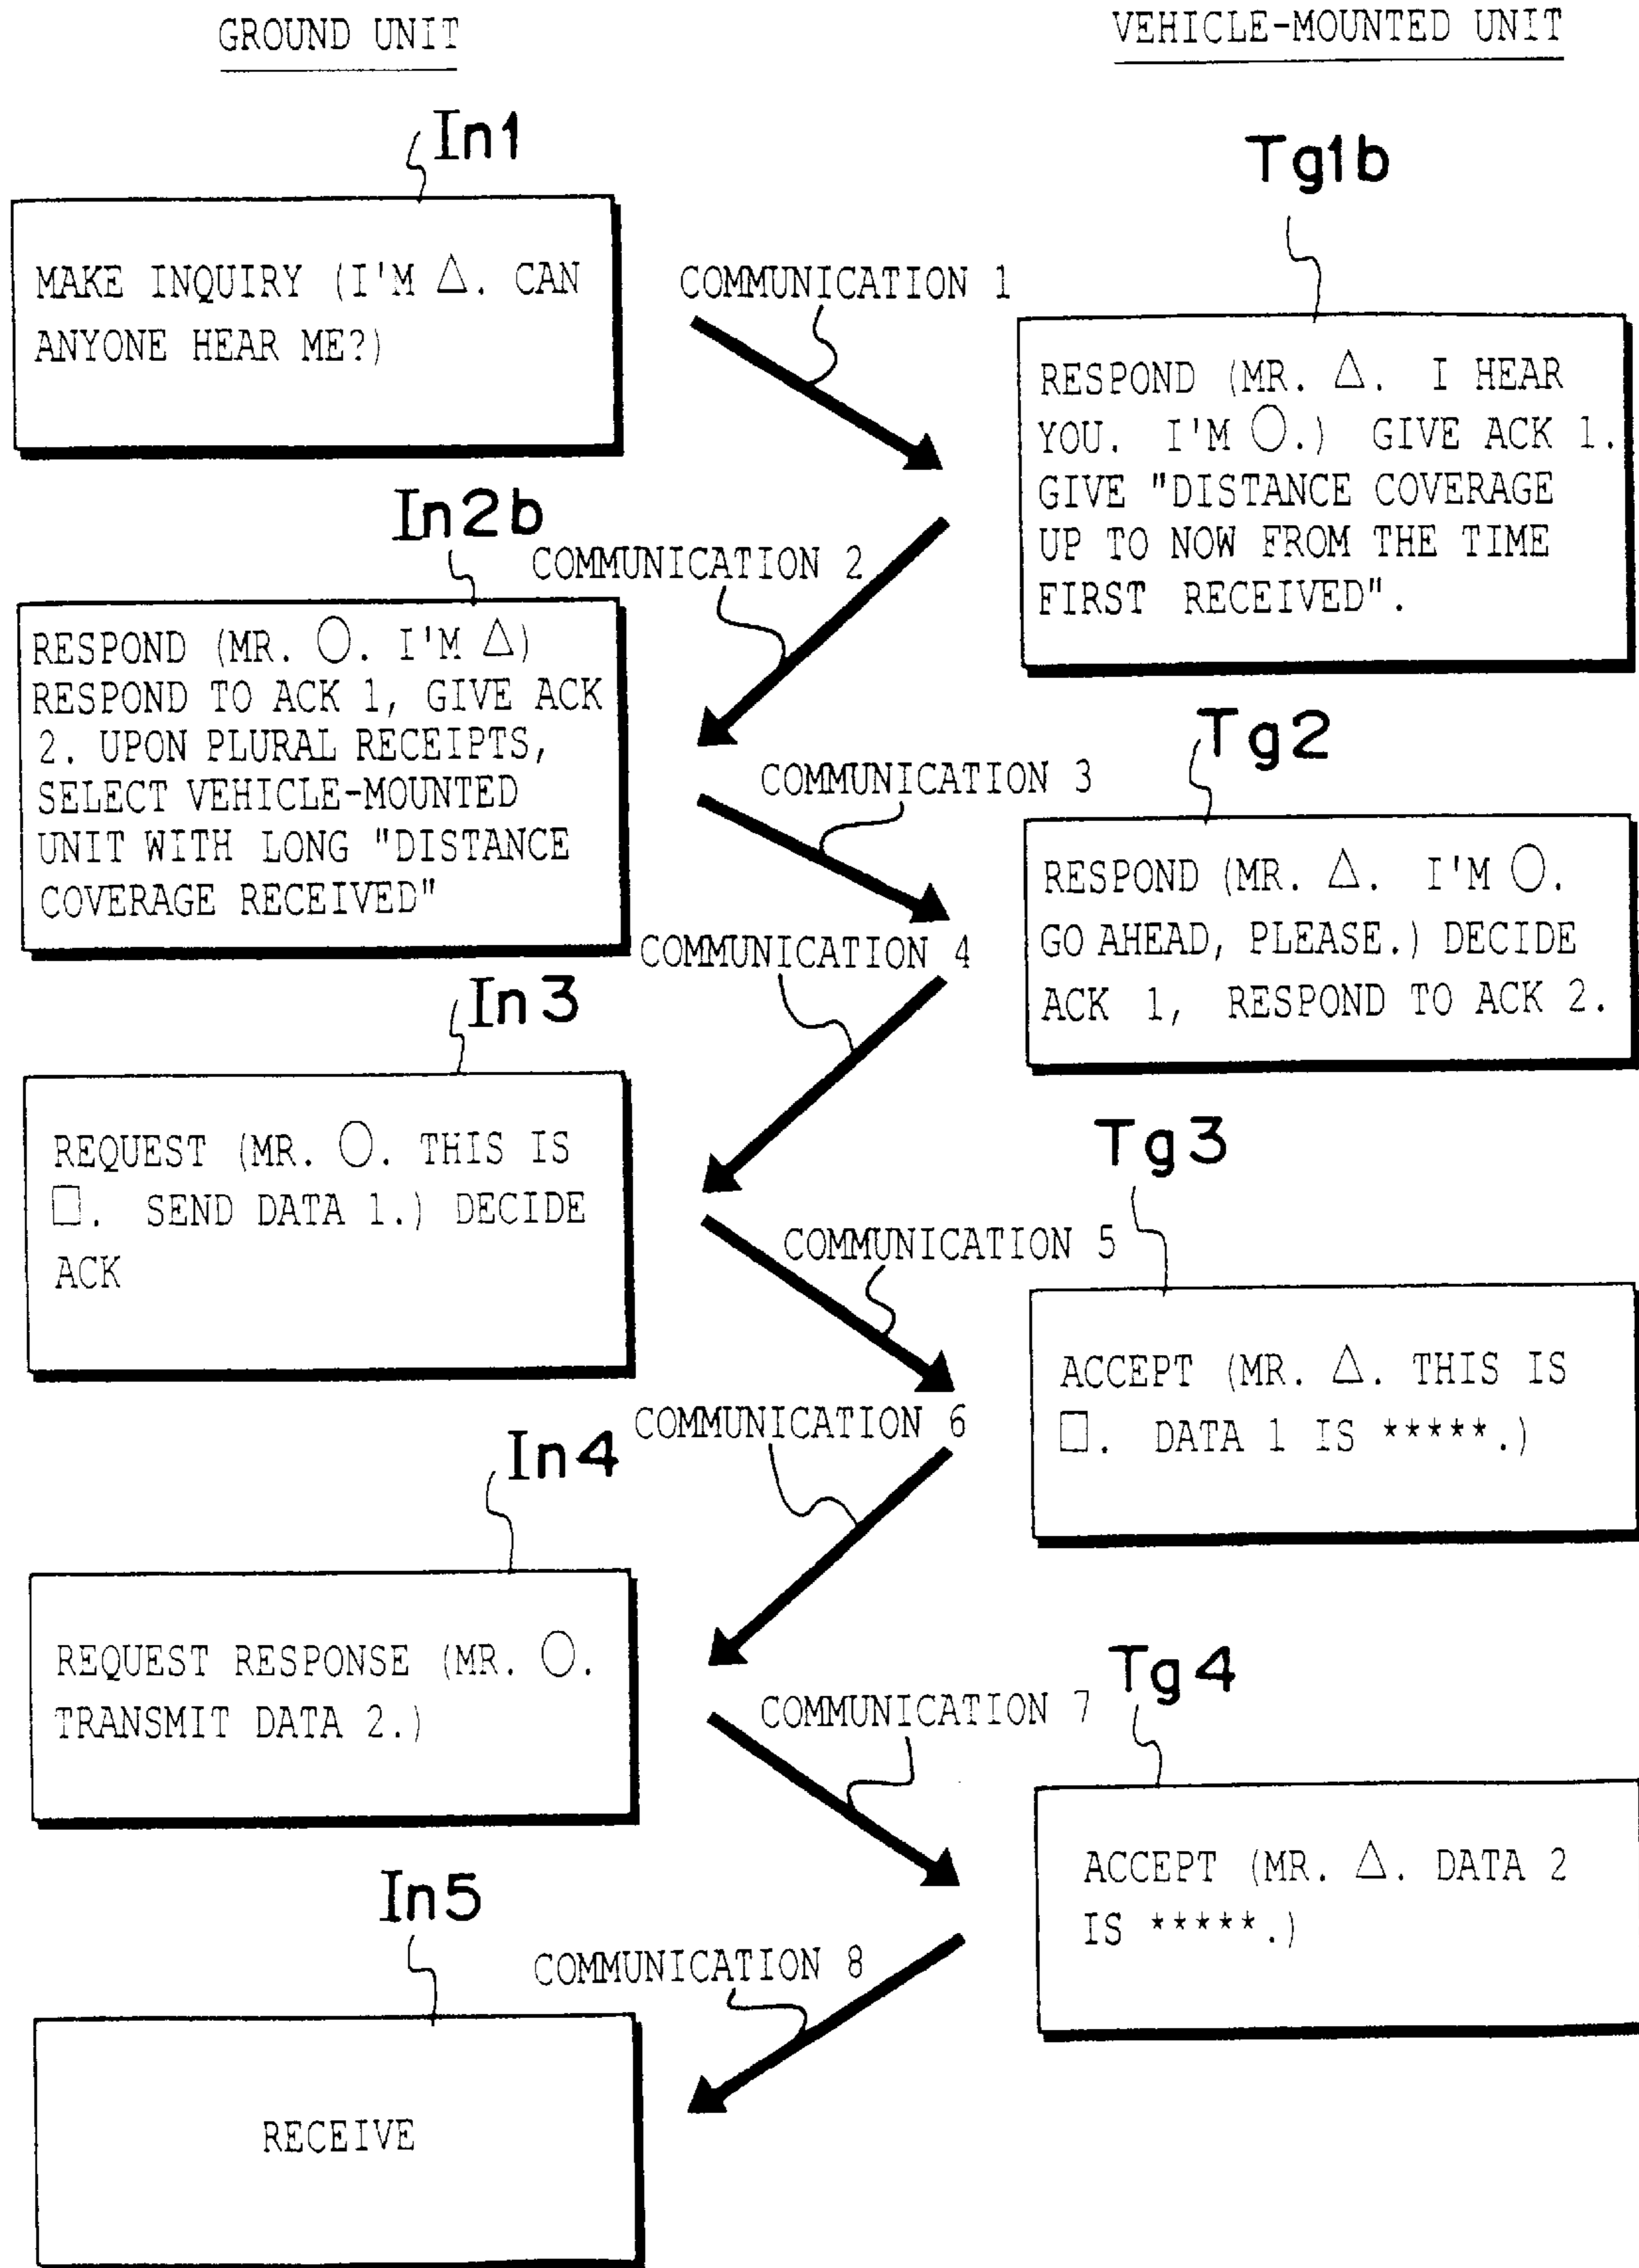 GROUND UNIT
VEHICLE-MOUNTED UNIT
In1
MAKE INQUIRY (I'M △. CAN
ANYONE HEAR ME?)
COMMUNICATION 1
Tg1b
RESPOND (MR. △. I HEAR
YOU. I'M ○.) GIVE ACK 1.
GIVE "DISTANCE COVERAGE
UP TO NOW FROM THE TIME
FIRST RECEIVED".
In2b
COMMUNICATION 2
RESPOND (MR. ○. I'M △)
RESPOND TO ACK 1, GIVE ACK
2. UPON PLURAL RECEIPTS,
SELECT VEHICLE-MOUNTED
UNIT WITH LONG "DISTANCE
COVERAGE RECEIVED"
COMMUNICATION 3
Tg2
RESPOND (MR. △. I'M ○.
GO AHEAD, PLEASE.) DECIDE
ACK 1, RESPOND TO ACK 2.
COMMUNICATION 4
In3
REQUEST (MR. ○. THIS IS
□. SEND DATA 1.) DECIDE
ACK
COMMUNICATION 5
Tg3
ACCEPT (MR. △. THIS IS
□. DATA 1 IS *****.)
COMMUNICATION 6
In4
REQUEST RESPONSE (MR. ○.
TRANSMIT DATA 2.)
COMMUNICATION 7
Tg4
ACCEPT (MR. △. DATA 2
IS *****.)
In5
COMMUNICATION 8
RECEIVE